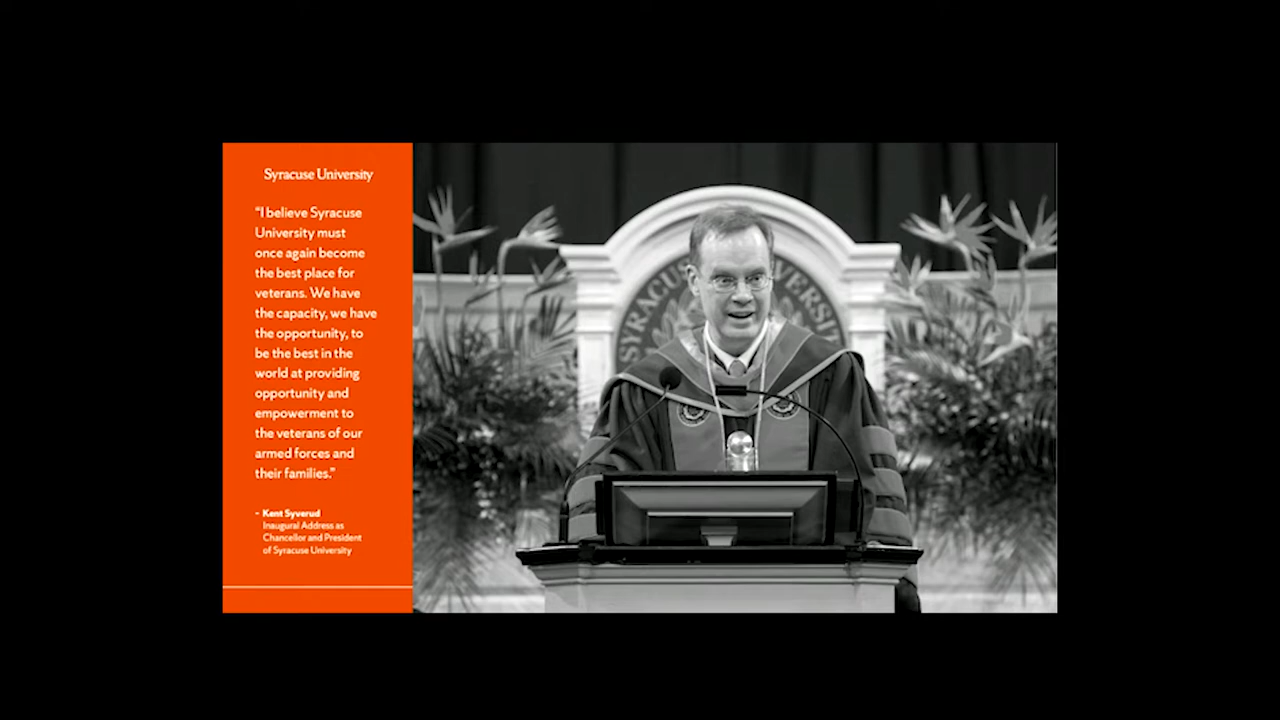 Syracuse University
“I believe Syracuse
University must
once again become
the best place for
veterans. We have
the capacity, we have
the opportunity, to
be the best in the
world at providing
opportunity and
empowerment to
the veterans of our
armed forces and
their families.”
- Kent Syverud
Inaugural Address as
Chancellor and President
of Syracuse University
SYRACUSE UNIVERSITY